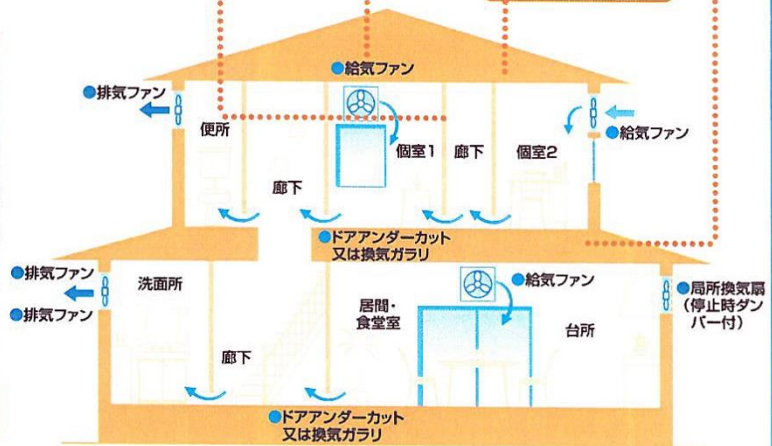 ●給気ファン
●排気ファン
便所
個室1
廊下
個室2
●給気ファン
廊下
●ドアアンダーカット
又は換気ガラリ
●排気ファン
洗面所
●給気ファン
●排気ファン
居間・
食堂室
台所
●局所換気扇
(停止時ダン
パー付)
廊下
●ドアアンダーカット
又は換気ガラリ